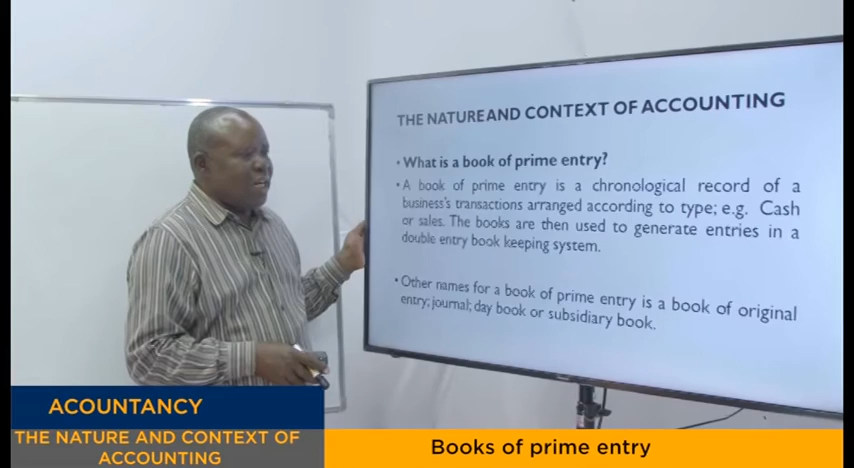 THE NATURE AND CONTEXT OF ACCOUNTING
• What is a book of prime entry?
• A book of prime entry is a chronological record of a
business's transactions arranged according to type; e.g. Cash
or sales. The books are then used to generate entries in a
double entry book keeping system.
• Other names for a book of prime entry is a book of original
entry; journal; day book or subsidiary book.
ACOUNTANCY
THE NATURE AND CONTEXT OF
ACCOUNTING
Books of prime entry